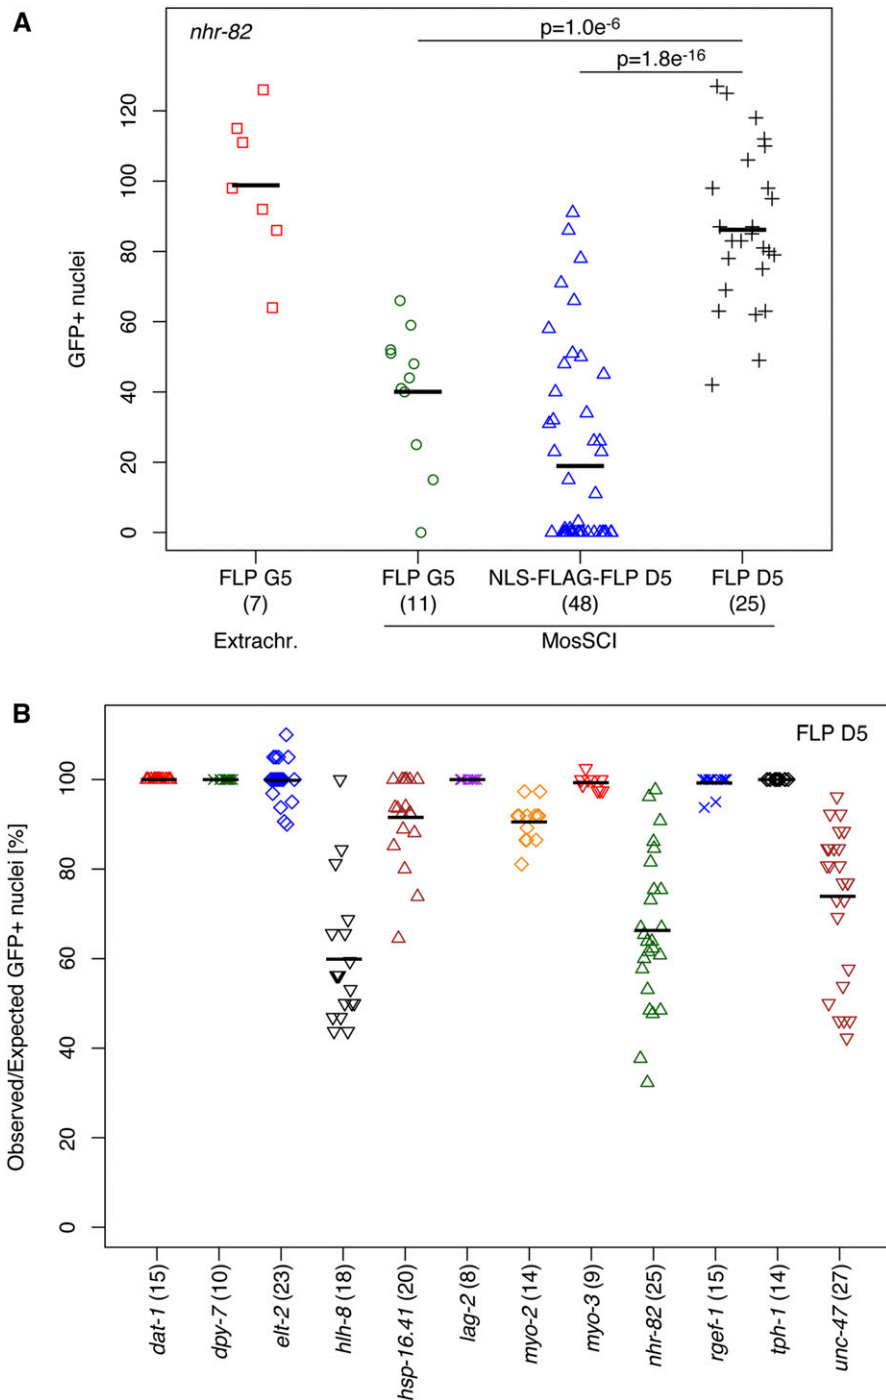 A
nhr-82
p=1.0e-6
p=1.8e-16
GFP+ nuclei
120
100
80
60
40
20
0
FLP G5 FLP G5 NLS-FLAG-FLP D5 FLP D5
(7) (11) (48) (25)
Extrachr. MosSCI
B
FLP D5
Observed/Expected GFP+ nuclei [%]
100
80
60
40
20
0
dat-1 (15)
dpy-7 (10)
elt-2 (23)
hlh-8 (18)
hsp-16.41 (20)
lag-2 (8)
myo-2 (14)
myo-3 (9)
nhr-82 (25)
rgef-1 (15)
tph-1 (14)
unc-47 (27)